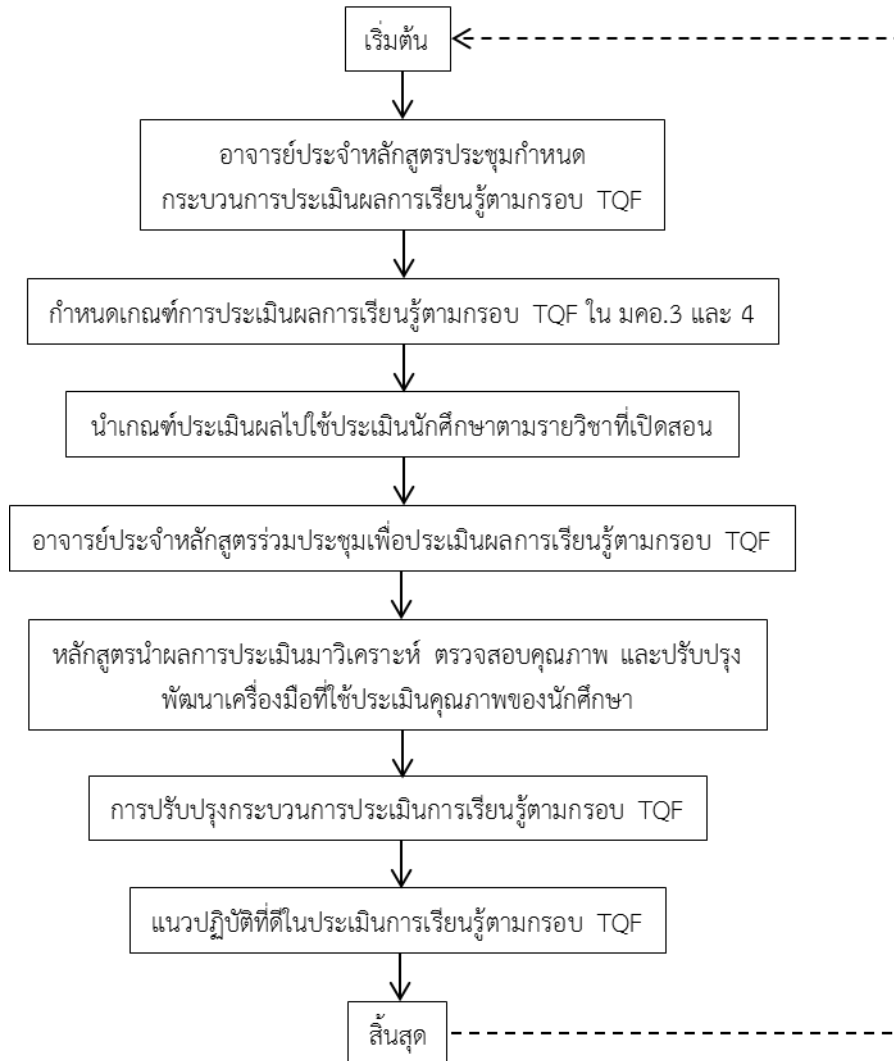 เริ่มต้น
อาจารย์ประจำหลักสูตรประชุมกำหนด
กระบวนการประเมินผลการเรียนรู้ตามกรอบ TQF
กำหนดเกณฑ์การประเมินผลการเรียนรู้ตามกรอบ TQF ใน มคอ.3 และ 4
นำเกณฑ์ประเมินผลไปใช้ประเมินนักศึกษาตามรายวิชาที่เปิดสอน
อาจารย์ประจำหลักสูตรร่วมประชุมเพื่อประเมินผลการเรียนรู้ตามกรอบ TQF
หลักสูตรนำผลการประเมินมาวิเคราะห์ ตรวจสอบคุณภาพ และปรับปรุง
พัฒนาเครื่องมือที่ใช้ประเมินคุณภาพของนักศึกษา
การปรับปรุงกระบวนการประเมินการเรียนรู้ตามกรอบ TQF
แนวปฏิบัติที่ดีในประเมินการเรียนรู้ตามกรอบ TQF
สิ้นสุด